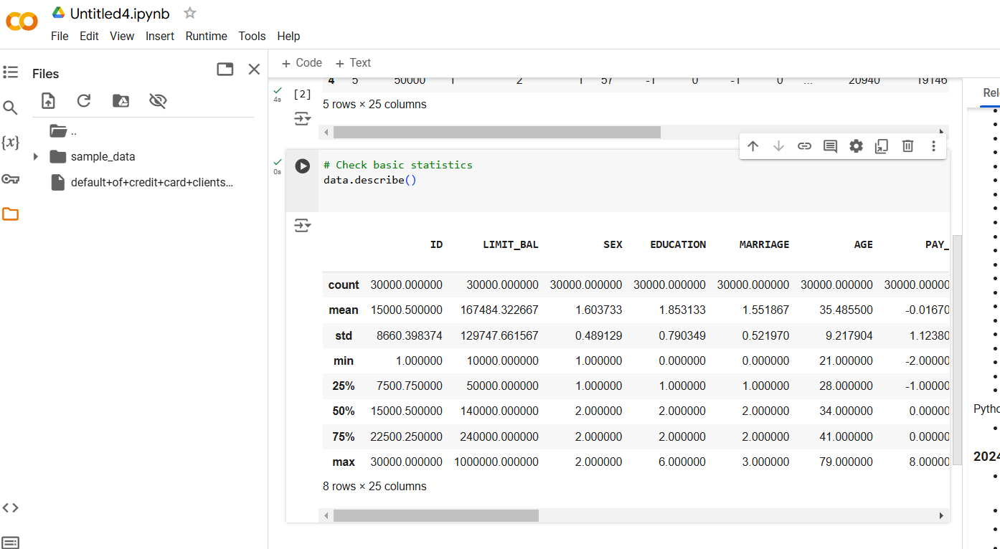 Untitled4.ipynb
File Edit View Insert Runtime Tools Help
Files
+ Code + Text
..
sample_data
default+of+credit+card+clients...
{x}
4s
[2]
4 5 50000 1 2 1 57 -1 0 -1 0 ... 20940 19146
5 rows × 25 columns
0s
# Check basic statistics
data.describe()
ID LIMIT_BAL SEX EDUCATION MARRIAGE AGE PAY_
count 30000.000000 30000.000000 30000.000000 30000.000000 30000.000000 30000.000000 30000.00000
mean 15000.500000 167484.322667 1.603733 1.853133 1.551867 35.485500 -0.01670
std 8660.398374 129747.661567 0.489129 0.790349 0.521970 9.217904 1.12380
min 1.000000 10000.000000 1.000000 0.000000 0.000000 21.000000 -2.00000
25% 7500.750000 50000.000000 1.000000 1.000000 1.000000 28.000000 -1.00000
50% 15000.500000 140000.000000 2.000000 2.000000 2.000000 34.000000 0.00000
75% 22500.250000 240000.000000 2.000000 2.000000 2.000000 41.000000 0.00000
max 30000.000000 1000000.000000 2.000000 6.000000 3.000000 79.000000 8.00000
8 rows × 25 columns
Rel
Pytho
2024